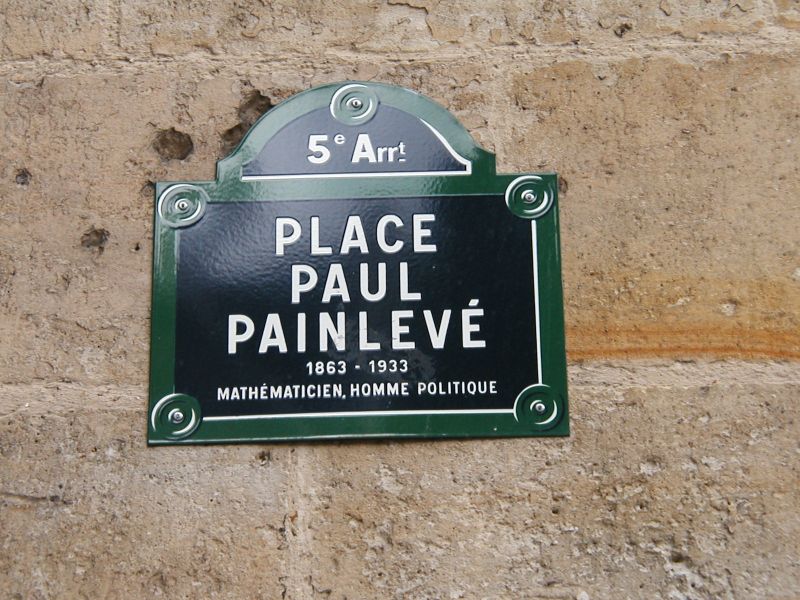 5e Arrt
PLACE
PAUL
PAINLEVÉ
1863 - 1933
MATHÉMATICIEN, HOMME POLITIQUE